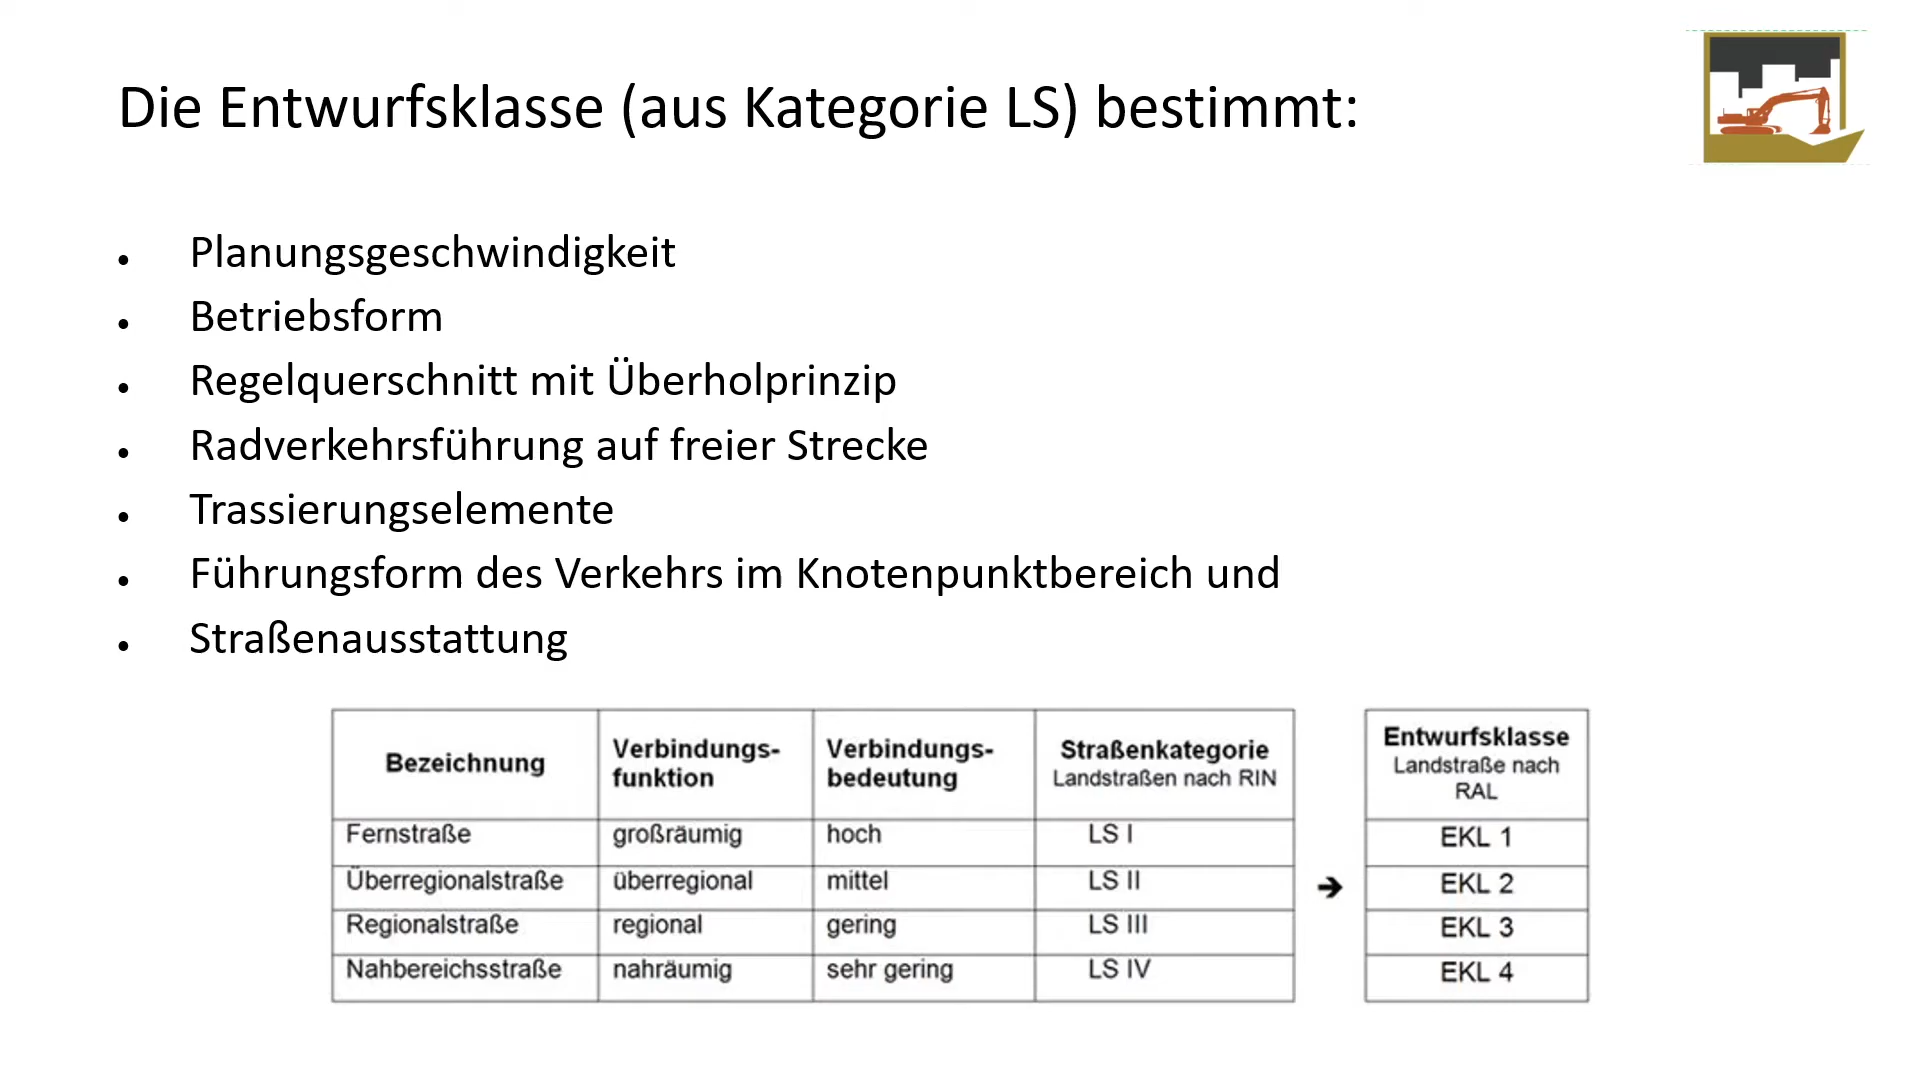 Die Entwurfsklasse (aus Kategorie LS) bestimmt:
• Planungsgeschwindigkeit
• Betriebsform
• Regelquerschnitt mit Überholprinzip
• Radverkehrsführung auf freier Strecke
• Trassierungselemente
• Führungsform des Verkehrs im Knotenpunktbereich und
• Straßenausstattung
Bezeichnung Verbindungs-funktion Verbindungs-bedeutung Straßenkategorie Landstraßen nach RIN Entwurfsklasse Landstraße nach RAL
Fernstraße großräumig hoch LS I EKL 1
Überregionalstraße überregional mittel LS II ➔ EKL 2
Regionalstraße regional gering LS III EKL 3
Nahbereichsstraße nahräumig sehr gering LS IV EKL 4